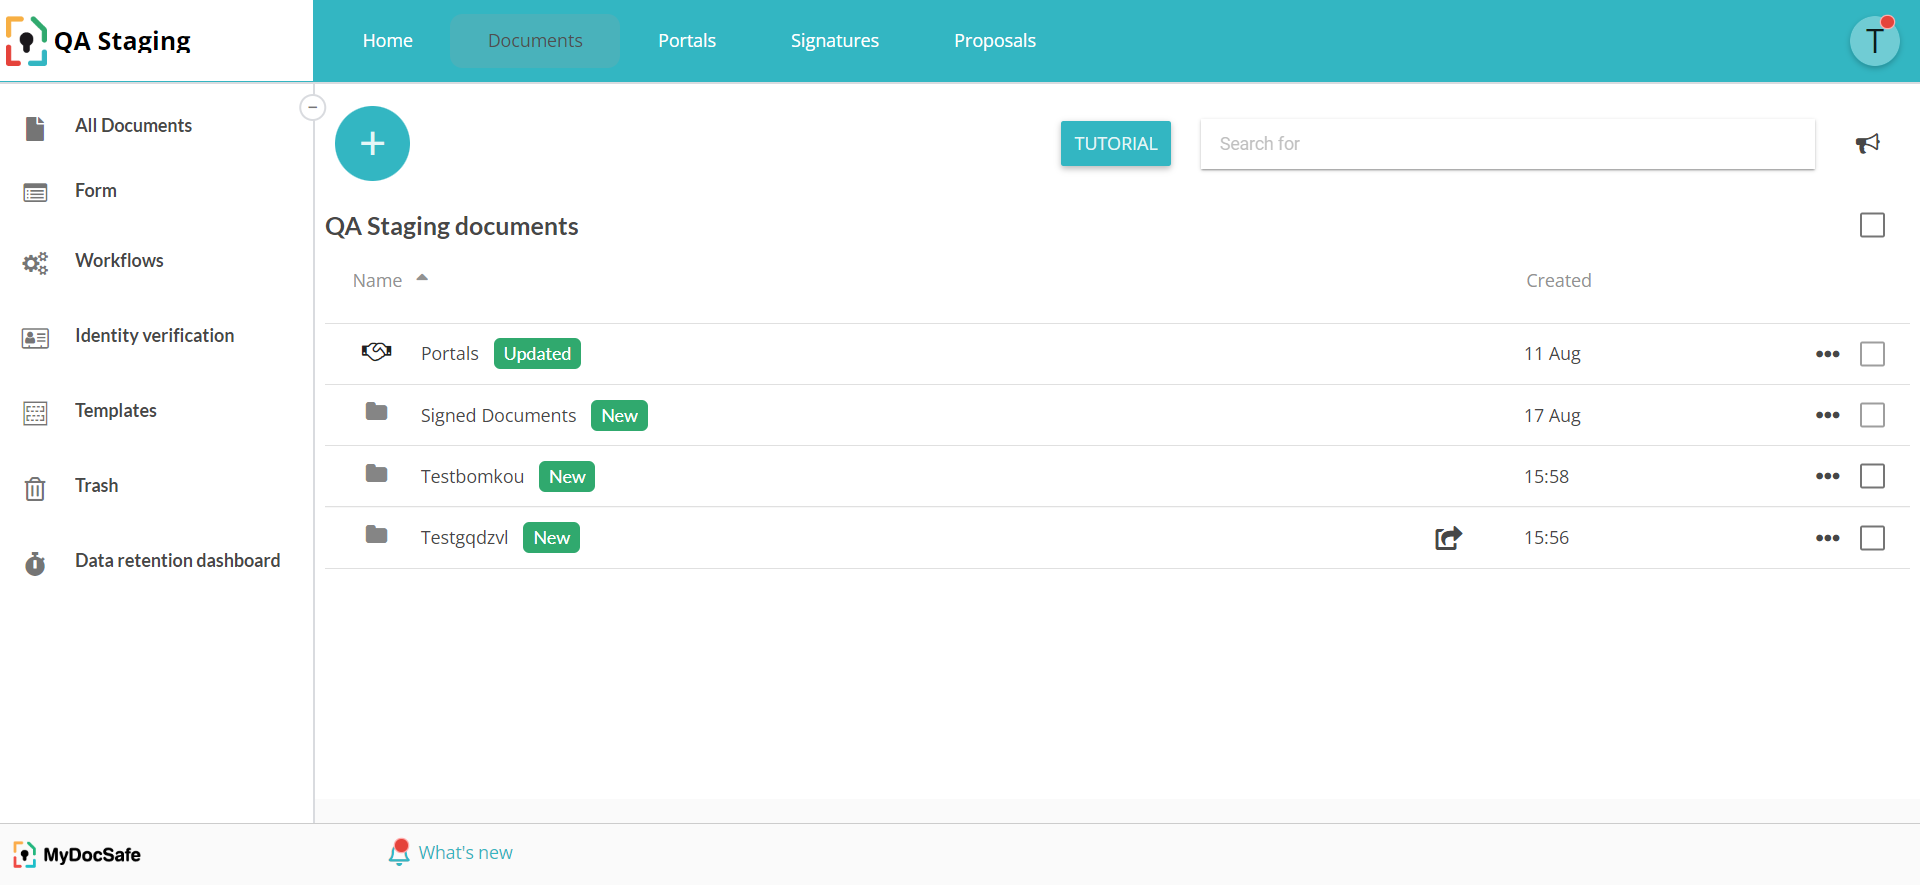 QA Staging
Home
Documents
Portals
Signatures
Proposals
T
All Documents
Form
Workflows
Identity verification
Templates
Trash
Data retention dashboard
TUTORIAL
Search for
QA Staging documents
Name
Created
Portals Updated 11 Aug
Signed Documents New 17 Aug
Testbomkou New 15:58
Testgqdzvl New 15:56
MyDocSafe
What's new